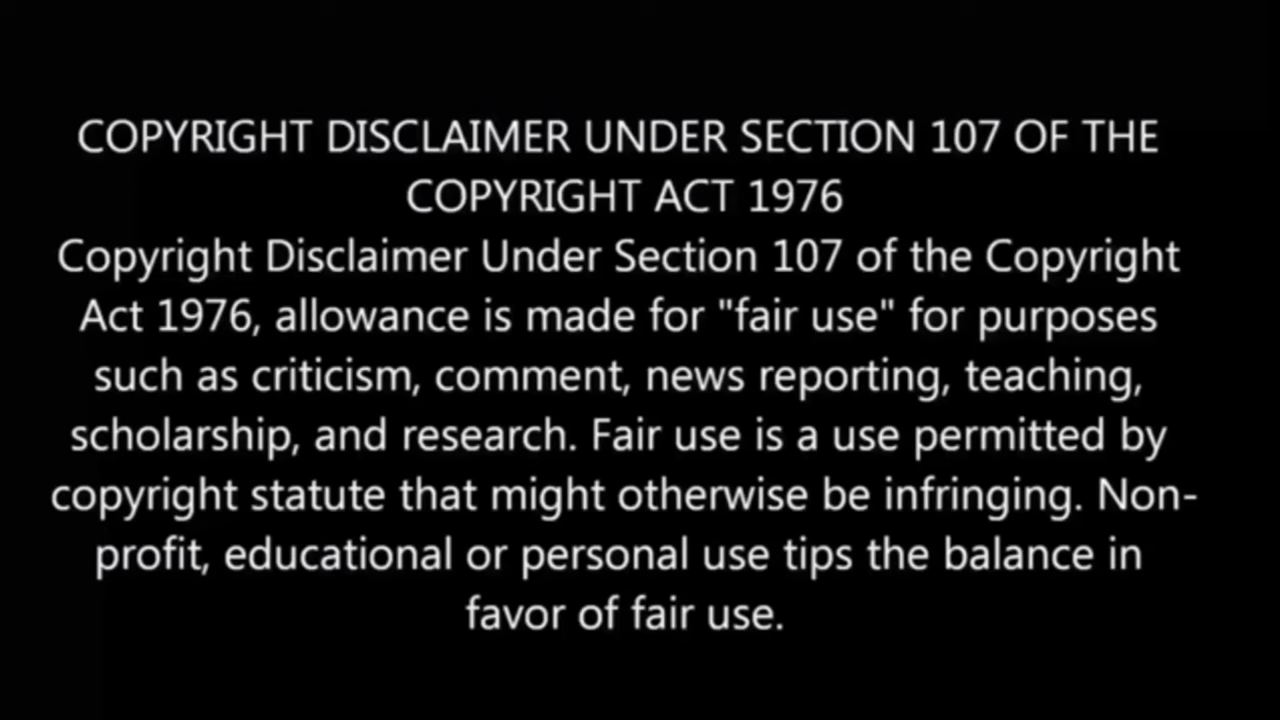 COPYRIGHT DISCLAIMER UNDER SECTION 107 OF THE
COPYRIGHT ACT 1976
Copyright Disclaimer Under Section 107 of the Copyright
Act 1976, allowance is made for "fair use" for purposes
such as criticism, comment, news reporting, teaching,
scholarship, and research. Fair use is a use permitted by
copyright statute that might otherwise be infringing. Non-
profit, educational or personal use tips the balance in
favor of fair use.